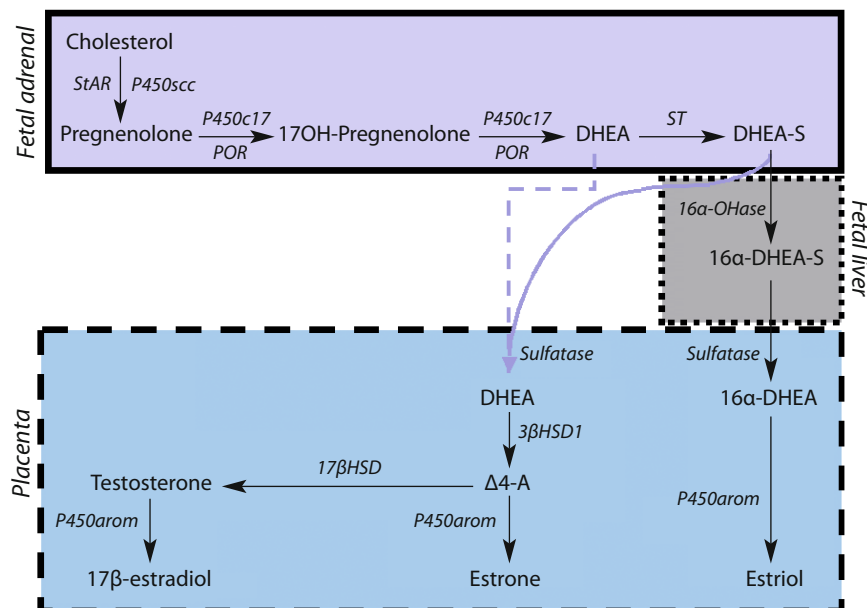 Fetal adrenal
Cholesterol
StAR P450scc
P450c17 P450c17 ST
Pregnenolone 17OH-Pregnenolone DHEA DHEA-S
POR POR
16α-OHase
Fetal liver
16α-DHEA-S
Placenta
Sulfatase Sulfatase
DHEA 16α-DHEA
3βHSD1
17βHSD
Testosterone Δ4-A
P450arom P450arom P450arom
17β-estradiol Estrone Estriol